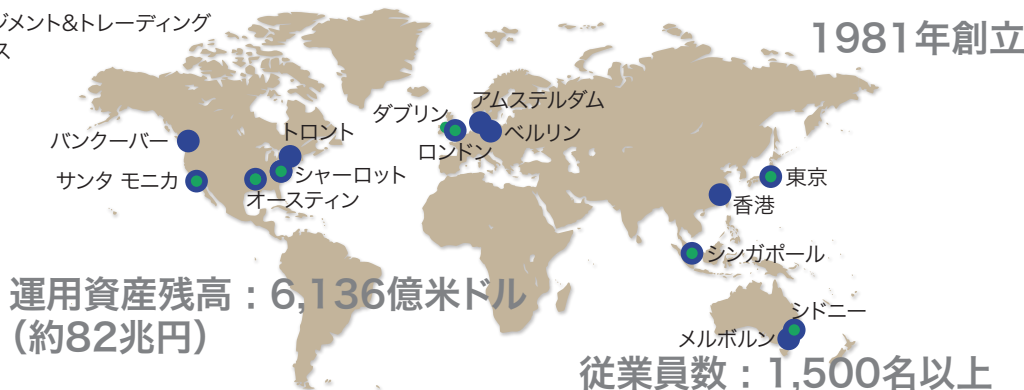 ジメント&トレーディング
ス
1981年創立
ダブリン
アムステルダム
バンクーバー
トロント
ベルリン
ロンドン
サンタ モニカ
シャーロット
東京
オースティン
香港
シンガポール
運用資産残高:6,136億米ドル
(約82兆円)
シドニー
メルボルン
従業員数:1,500名以上